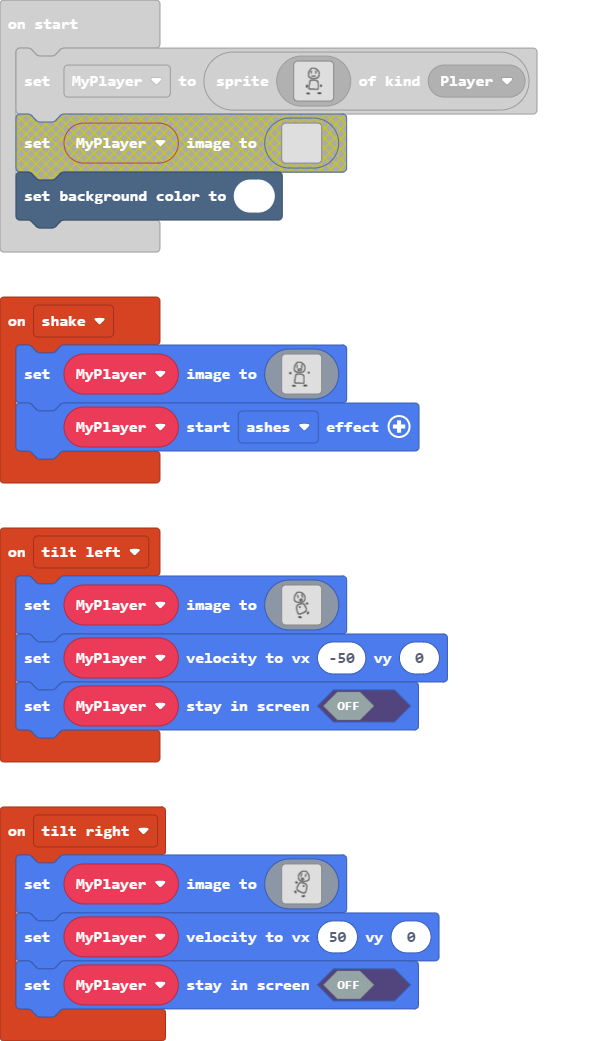 on start
set MyPlayer to sprite of kind Player
set MyPlayer image to
set background color to
on shake
set MyPlayer image to
MyPlayer start ashes effect
on tilt left
set MyPlayer image to
set MyPlayer velocity to vx -50 vy 0
set MyPlayer stay in screen OFF
on tilt right
set MyPlayer image to
set MyPlayer velocity to vx 50 vy 0
set MyPlayer stay in screen OFF